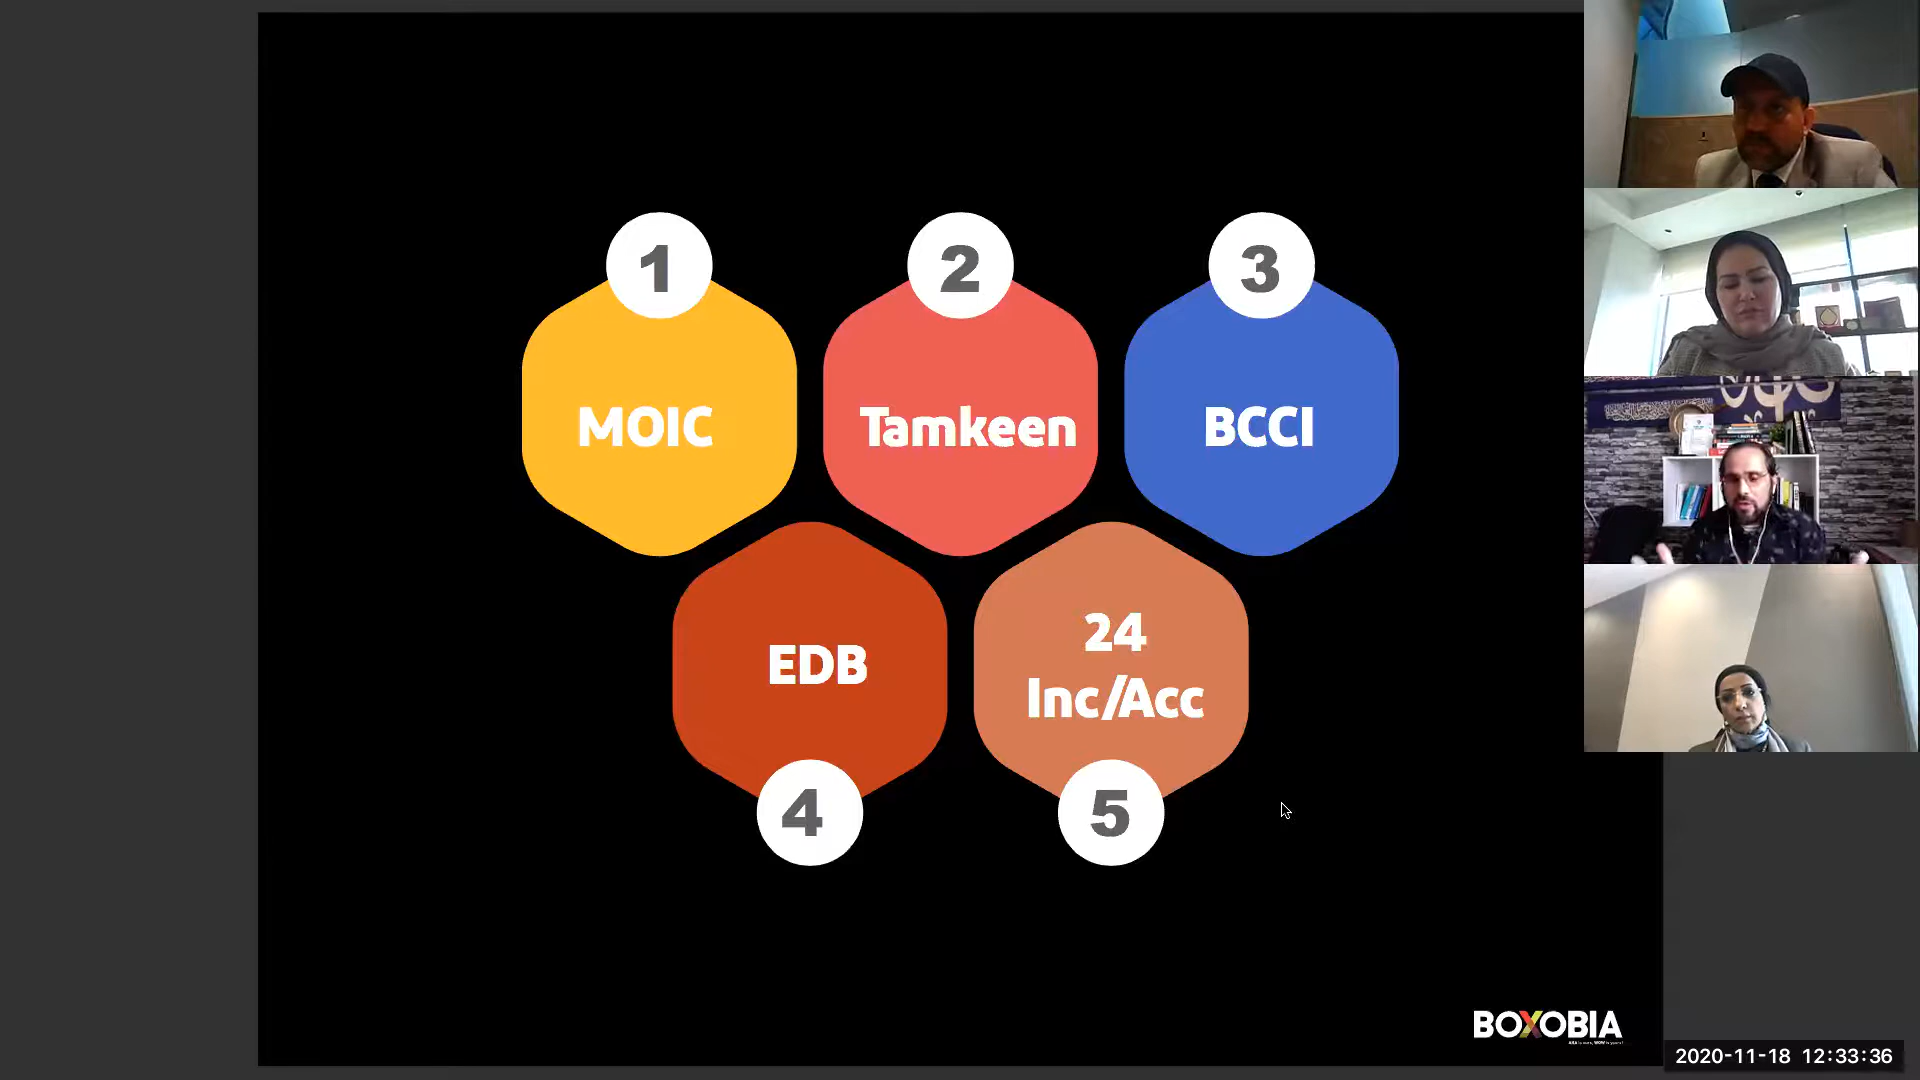 1
2
3
MOIC
Tamkeen
BCCI
EDB
24
Inc/Acc
4
5
BOXOBIA
2020-11-18 12:33:36